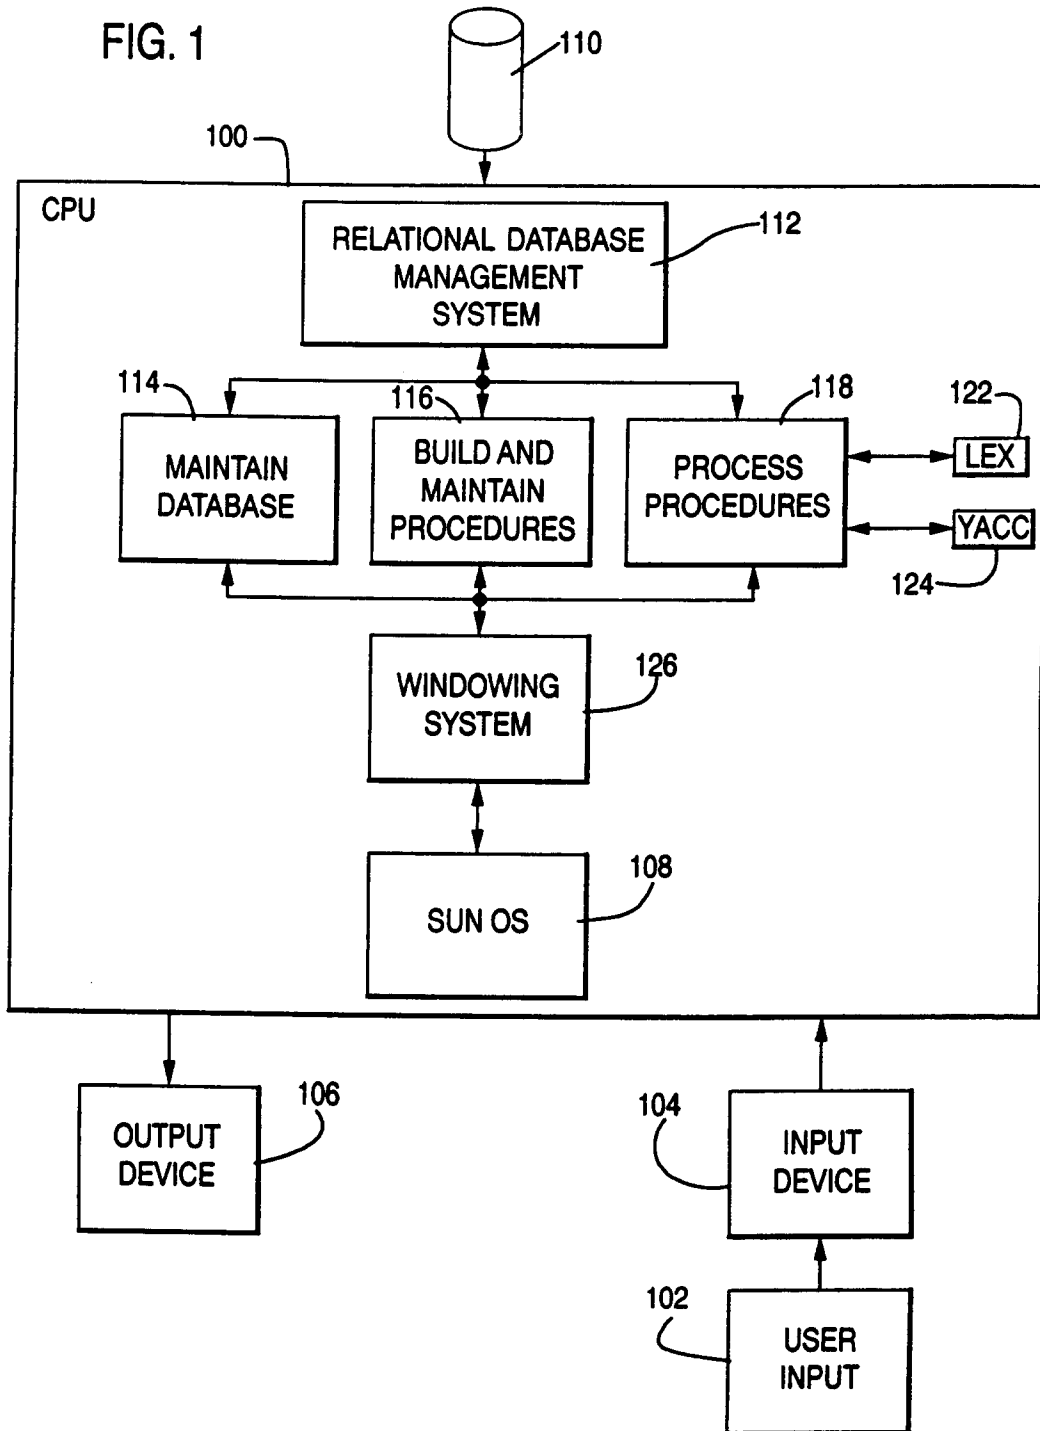 FIG. 1
110
100
CPU
RELATIONAL DATABASE
MANAGEMENT
SYSTEM
112
114
116
118
122
MAINTAIN
DATABASE
BUILD AND
MAINTAIN
PROCEDURES
PROCESS
PROCEDURES
LEX
YACC
124
WINDOWING
SYSTEM
126
SUN OS
108
OUTPUT
DEVICE
106
104
INPUT
DEVICE
102
USER
INPUT